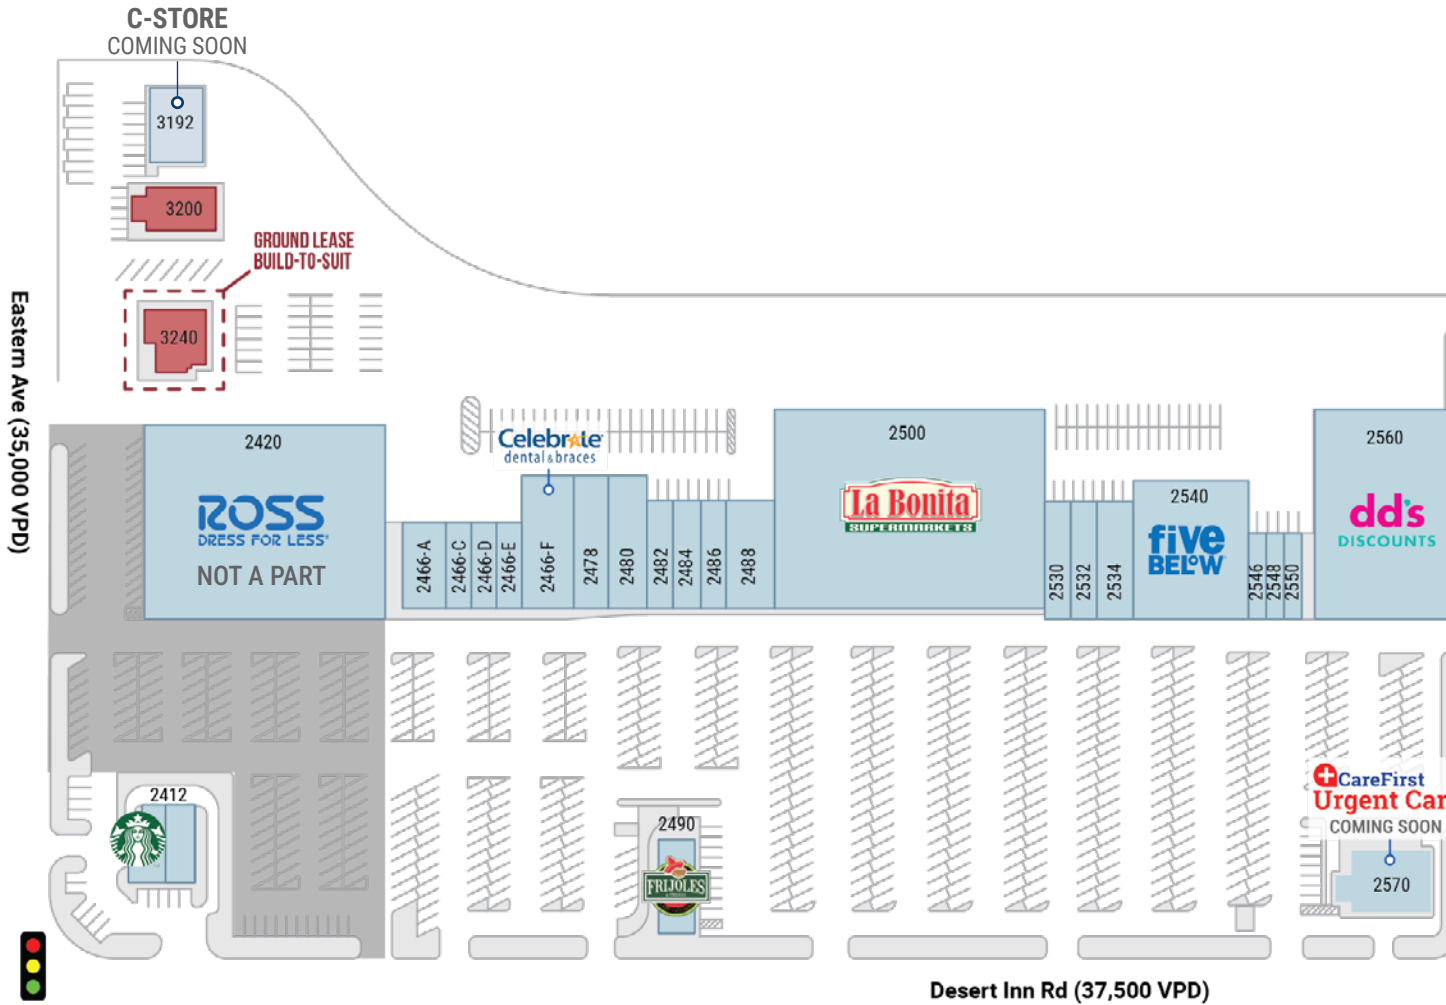 C-STORE
COMING SOON
3192
3200
GROUND LEASE
BUILD-TO-SUIT
3240
Eastern Ave (35,000 VPD)
2420
ROSS
DRESS FOR LESS®
NOT A PART
Celebrate
dental & braces
2466-A
2466-C
2466-D
2466-E
2466-F
2478
2480
2482
2484
2486
2488
2500
La Bonita
SUPERMARKETS
2530
2532
2534
2540
five
BELOW
2546
2548
2550
2560
dd's
DISCOUNTS
2412
2490
FRIJOLES
CareFirst
Urgent Car
COMING SOON
2570
Desert Inn Rd (37,500 VPD)